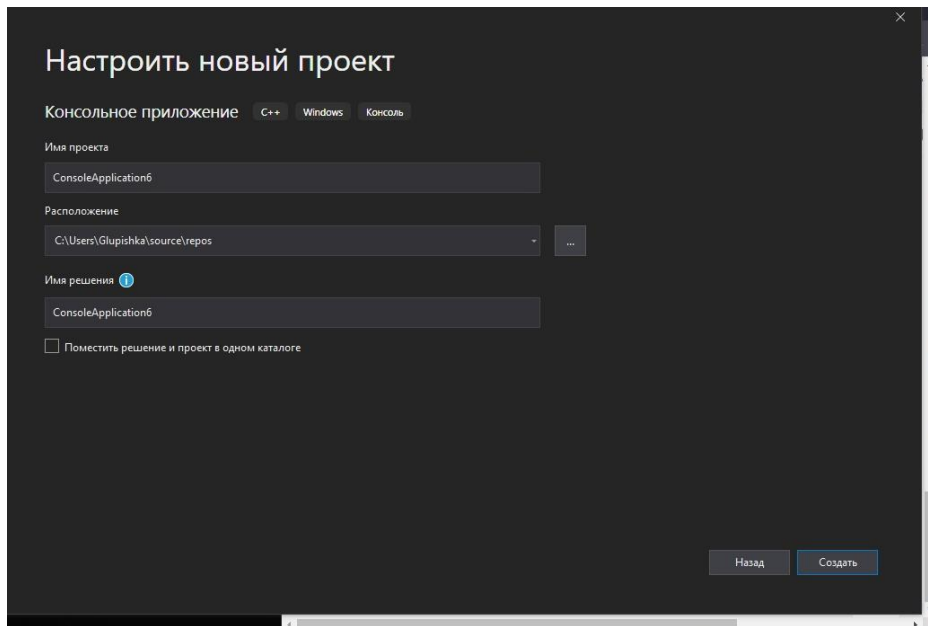 Настроить новый проект
Консольное приложение C++ Windows Консоль
Имя проекта
ConsoleApplication6
Расположение
C:\Users\Glupishka\source\repos
...
Имя решения
ConsoleApplication6
Поместить решение и проект в одном каталоге
Назад Создать